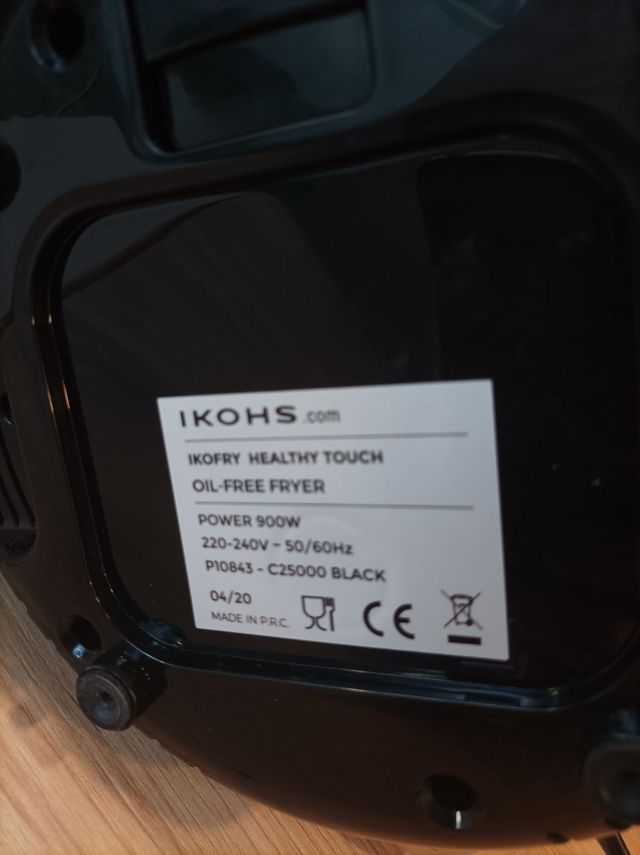 IKOHS.com
IKOFRY HEALTHY TOUCH
OIL-FREE FRYER
POWER 900W
220-240V ~ 50/60Hz
P10843 - C25000 BLACK
04/20
MADE IN P.R.C.
CE